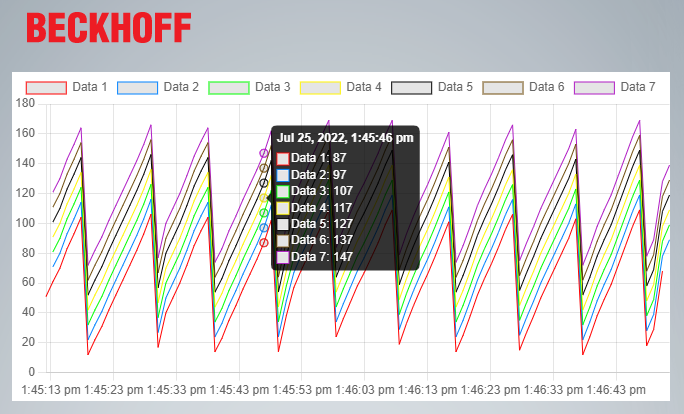 BECKHOFF
Data 1 Data 2 Data 3 Data 4 Data 5 Data 6 Data 7
180
160
140
120
100
80
60
40
20
0
Jul 25, 2022, 1:45:46 pm
Data 1: 87
Data 2: 97
Data 3: 107
Data 4: 117
Data 5: 127
Data 6: 137
Data 7: 147
1:45:13 pm 1:45:23 pm 1:45:33 pm 1:45:43 pm 1:45:53 pm 1:46:03 pm 1:46:13 pm 1:46:23 pm 1:46:33 pm 1:46:43 pm